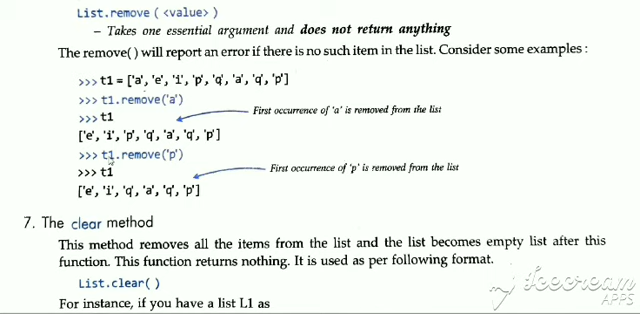 List.remove ( <value> )
– Takes one essential argument and does not return anything
The remove( ) will report an error if there is no such item in the list. Consider some examples :
>>> t1 = ['a', 'e', 'i', 'p', 'q', 'a', 'q', 'p']
>>> t1.remove('a')
>>> t1
First occurrence of 'a' is removed from the list
['e', 'i', 'p', 'q', 'a', 'q', 'p']
>>> t1.remove('p')
>>> t1
First occurrence of 'p' is removed from the list
['e', 'i', 'q', 'a', 'q', 'p']
7. The clear method
This method removes all the items from the list and the list becomes empty list after this
function. This function returns nothing. It is used as per following format.
List.clear( )
For instance, if you have a list L1 as
Icecream
APPS